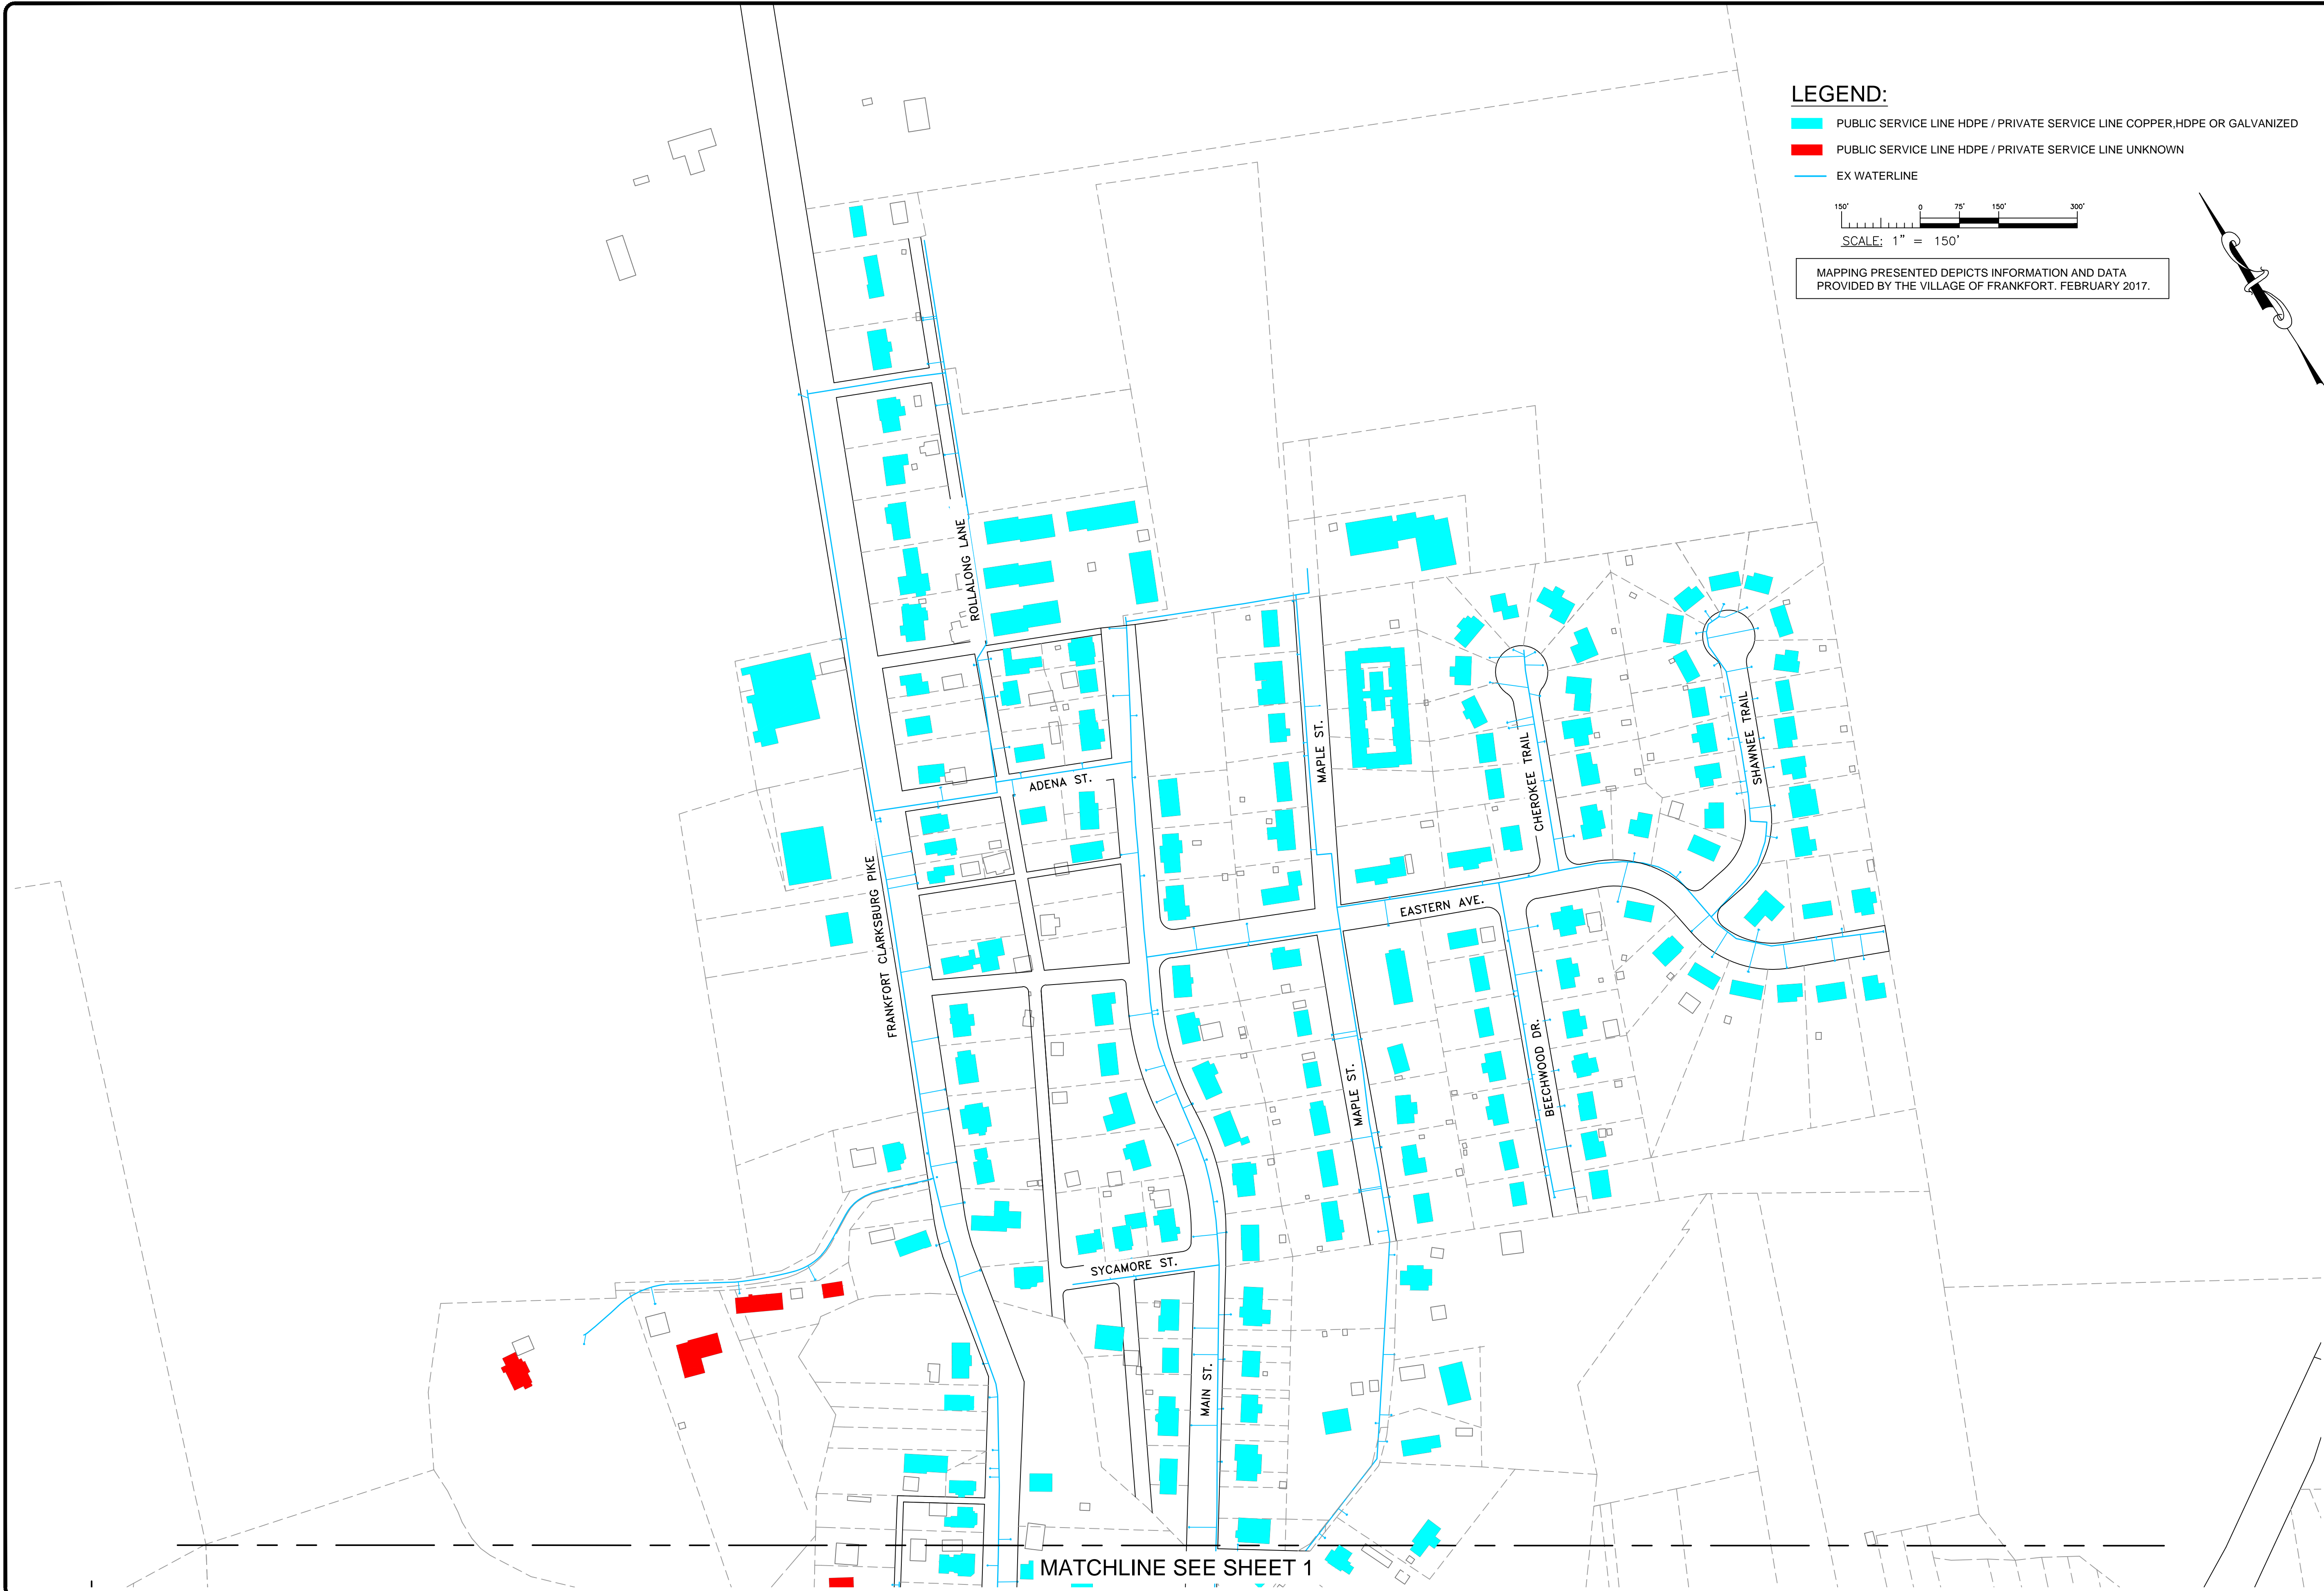 LEGEND:
PUBLIC SERVICE LINE HDPE / PRIVATE SERVICE LINE COPPER,HDPE OR GALVANIZED
PUBLIC SERVICE LINE HDPE / PRIVATE SERVICE LINE UNKNOWN
EX WATERLINE
150' 0 75' 150' 300'
SCALE: 1" = 150'
MAPPING PRESENTED DEPICTS INFORMATION AND DATA
PROVIDED BY THE VILLAGE OF FRANKFORT. FEBRUARY 2017.
ROLLALONG LANE
MAPLE ST.
CHEROKEE TRAIL
SHAWNEE TRAIL
ADENA ST.
FRANKFORT CLARKSBURG PIKE
EASTERN AVE.
MAPLE ST.
BEECHWOOD DR.
SYCAMORE ST.
MAIN ST.
MATCHLINE SEE SHEET 1